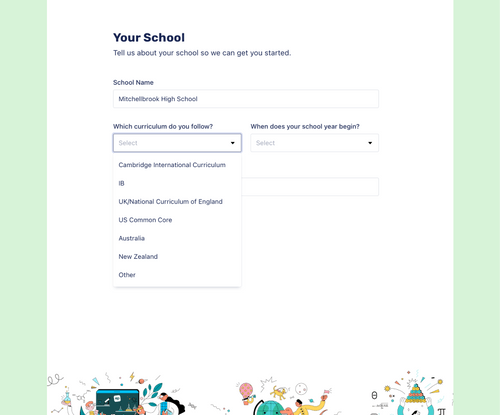 Your School
Tell us about your school so we can get you started.
School Name
Mitchellbrook High School
Which curriculum do you follow? When does your school year begin?
Select Select
Cambridge International Curriculum
IB
UK/National Curriculum of England
US Common Core
Australia
New Zealand
Other
θ
π